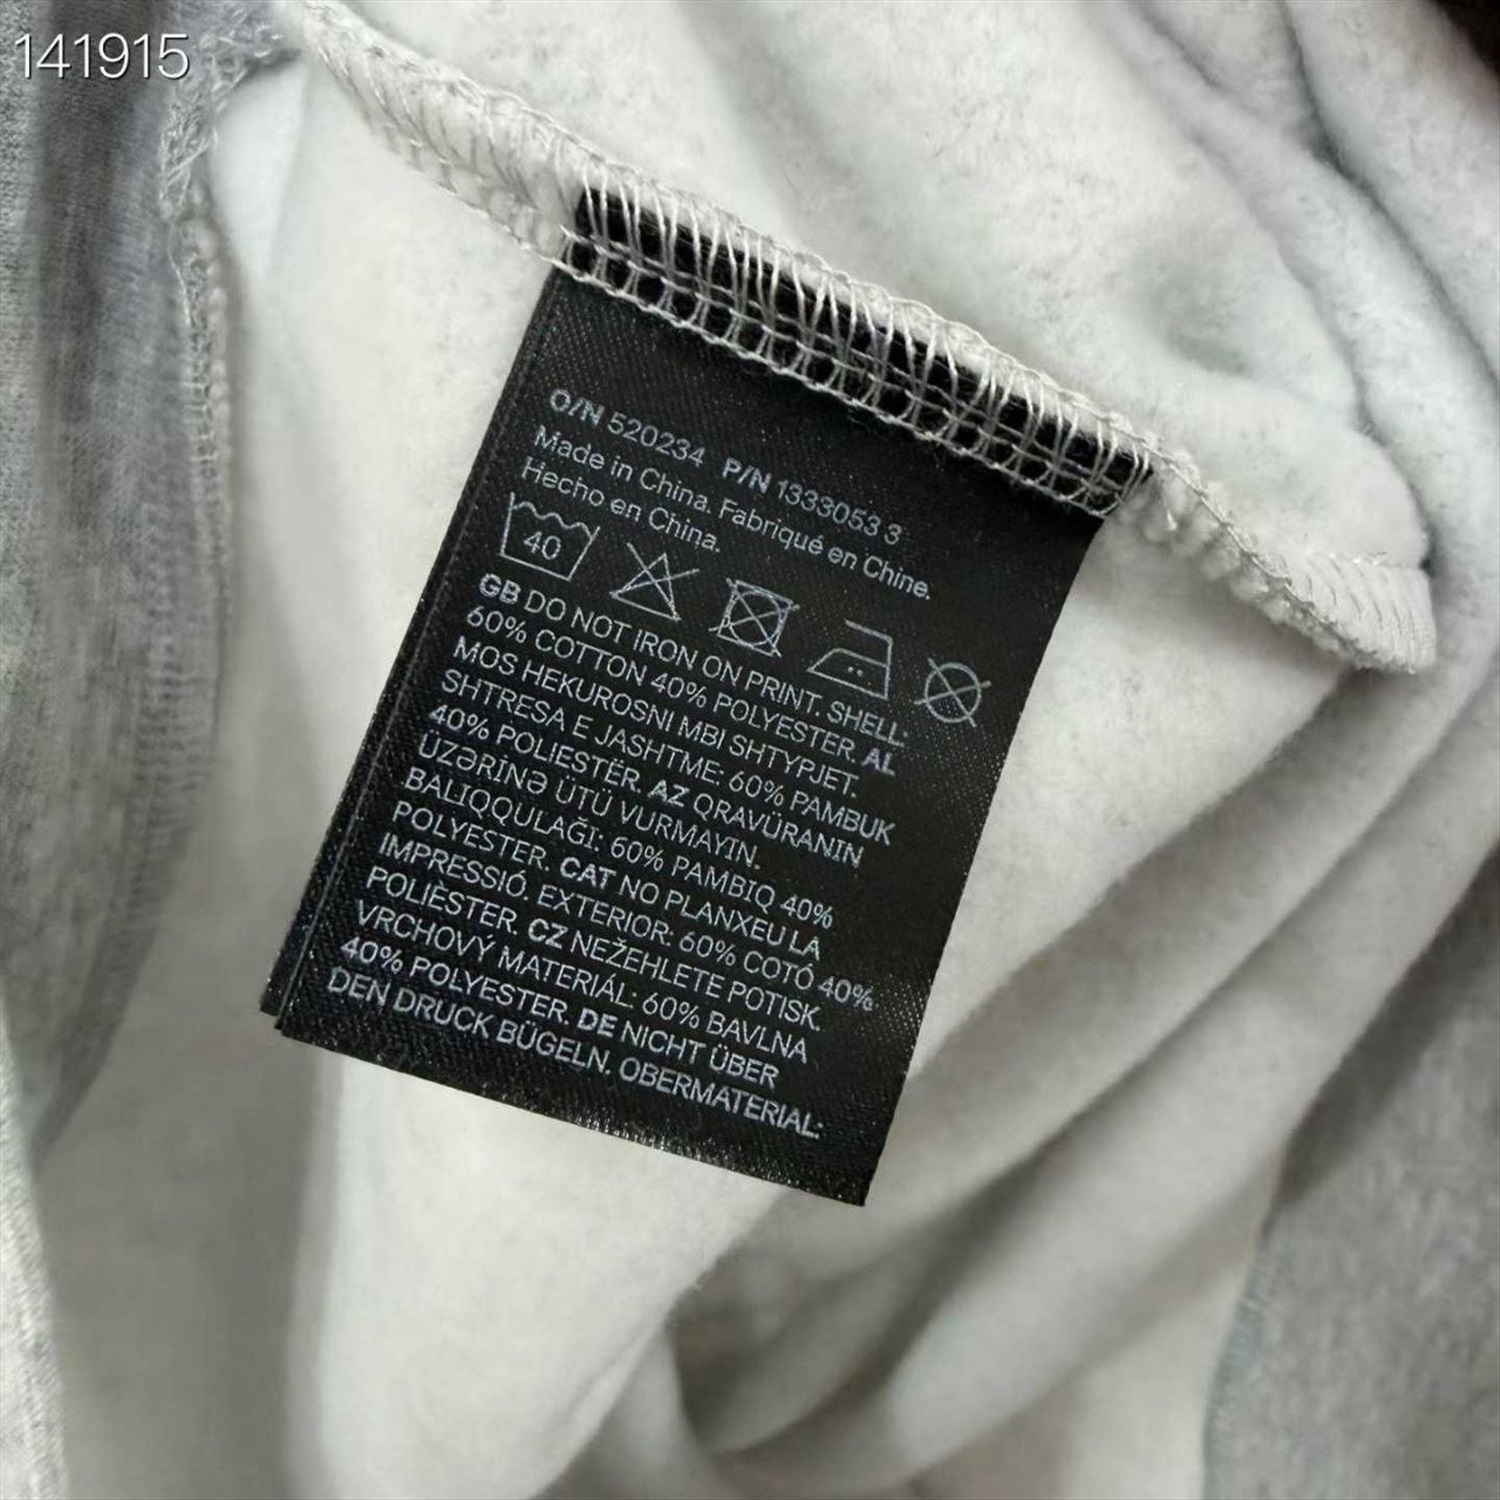 141915
O/N 520234 P/N 1333053 3
Made in China. Fabriqué en Chine.
Hecho en China.
40
GB DO NOT IRON ON PRINT. SHELL:
60% COTTON 40% POLYESTER. AL
MOS HEKUROSNI MBI SHTYPJET.
SHTRESA E JASHTME: 60% PAMBUK
40% POLIESTËR. AZ QRAVÜRANIN
ÜZƏRİNƏ ÜTÜ VURMAYIN.
BALIQQULAĞI: 60% PAMBIQ 40%
POLYESTER. CAT NO PLANXEU LA
IMPRESSIÓ. EXTERIOR: 60% COTÓ 40%
POLIÈSTER. CZ NEŽEHLETE POTISK.
VRCHOVÝ MATERIÁL: 60% BAVLNA
40% POLYESTER. DE NICHT ÜBER
DEN DRUCK BÜGELN. OBERMATERIAL: